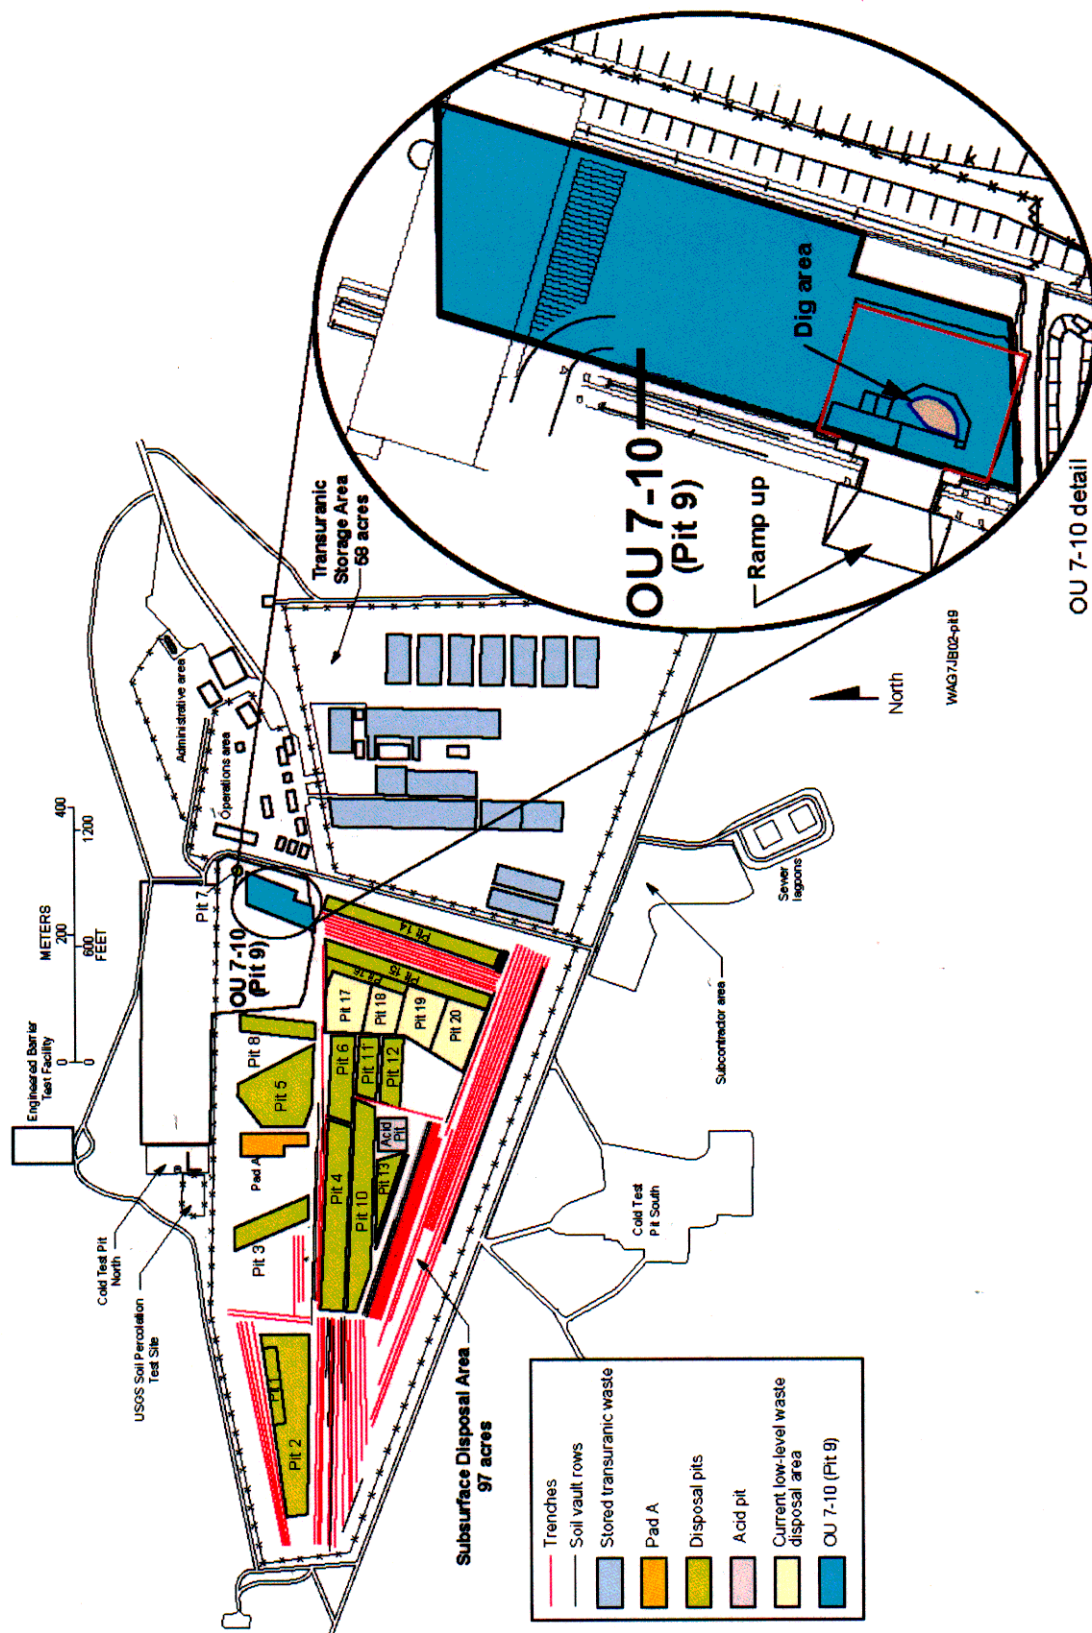 Engineered Barrier
Test Facility
METERS
0
200
400
0
600
1200
FEET
Cold Test Pit
North
USGS Soil Percolation
Test Site
Administrative area
Operations area
Pit 7
OU 7-10
(Pit 9)
Transuranic
Storage Area
58 acres
Pit 8
Pit 5
Pad A
Pit 3
Pit 1
Pit 2
Pit 14
Pit 15
Pit 16
Pit 17
Pit 18
Pit 19
Pit 20
Pit 6
Pit 11
Pit 12
Pit 4
Pit 10
Acid
Pit
Pit 13
Subsurface Disposal Area
97 acres
Cold Test
Pit South
Subcontractor area
Sewer
lagoons
North
WAG7JB02-pit9
OU 7-10
(Pit 9)
Ramp up
Dig area
OU 7-10 detail
Trenches
Soil vault rows
Stored transuranic waste
Pad A
Disposal pits
Acid pit
Current low-level waste
disposal area
OU 7-10 (Pit 9)